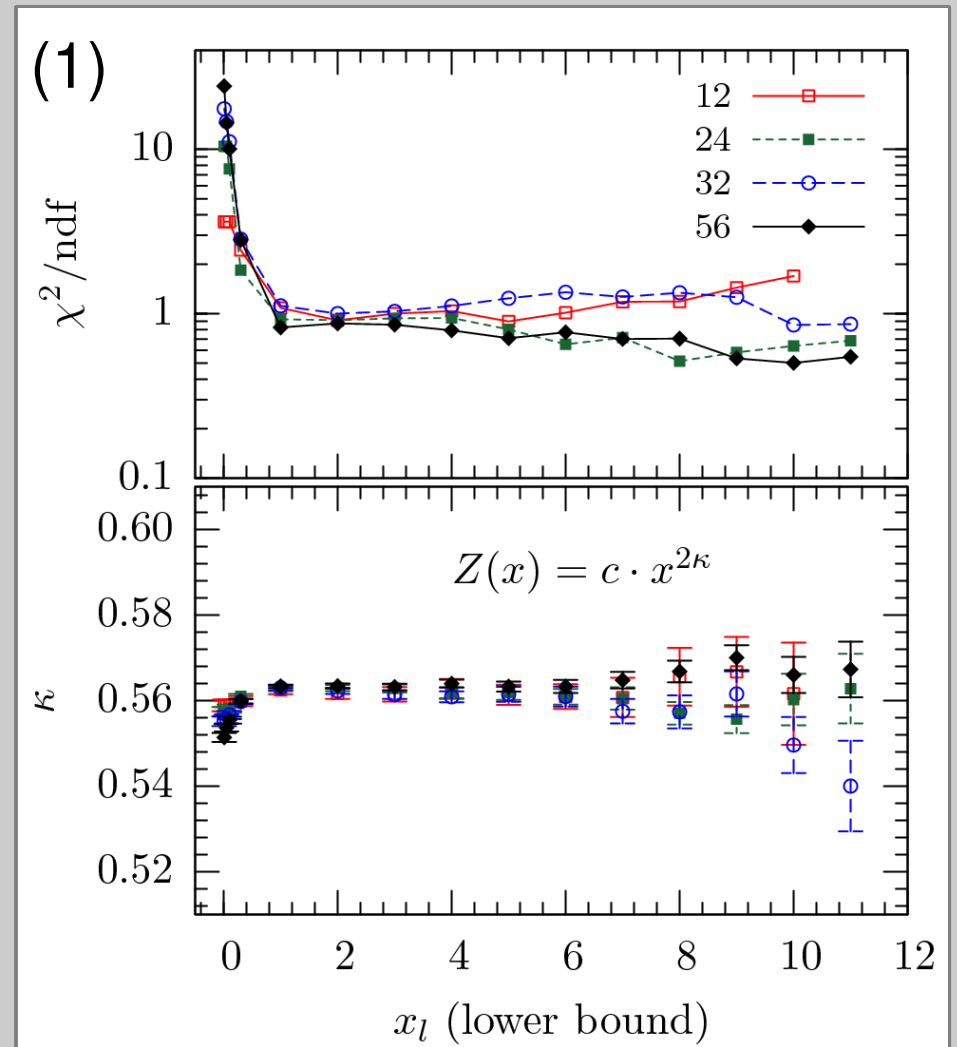 (1)
χ²/ndf
10
1
0.1
12
24
32
56
κ
0.60
0.58
0.56
0.54
0.52
Z(x) = c · x^{2κ}
0 2 4 6 8 10 12
x_l (lower bound)